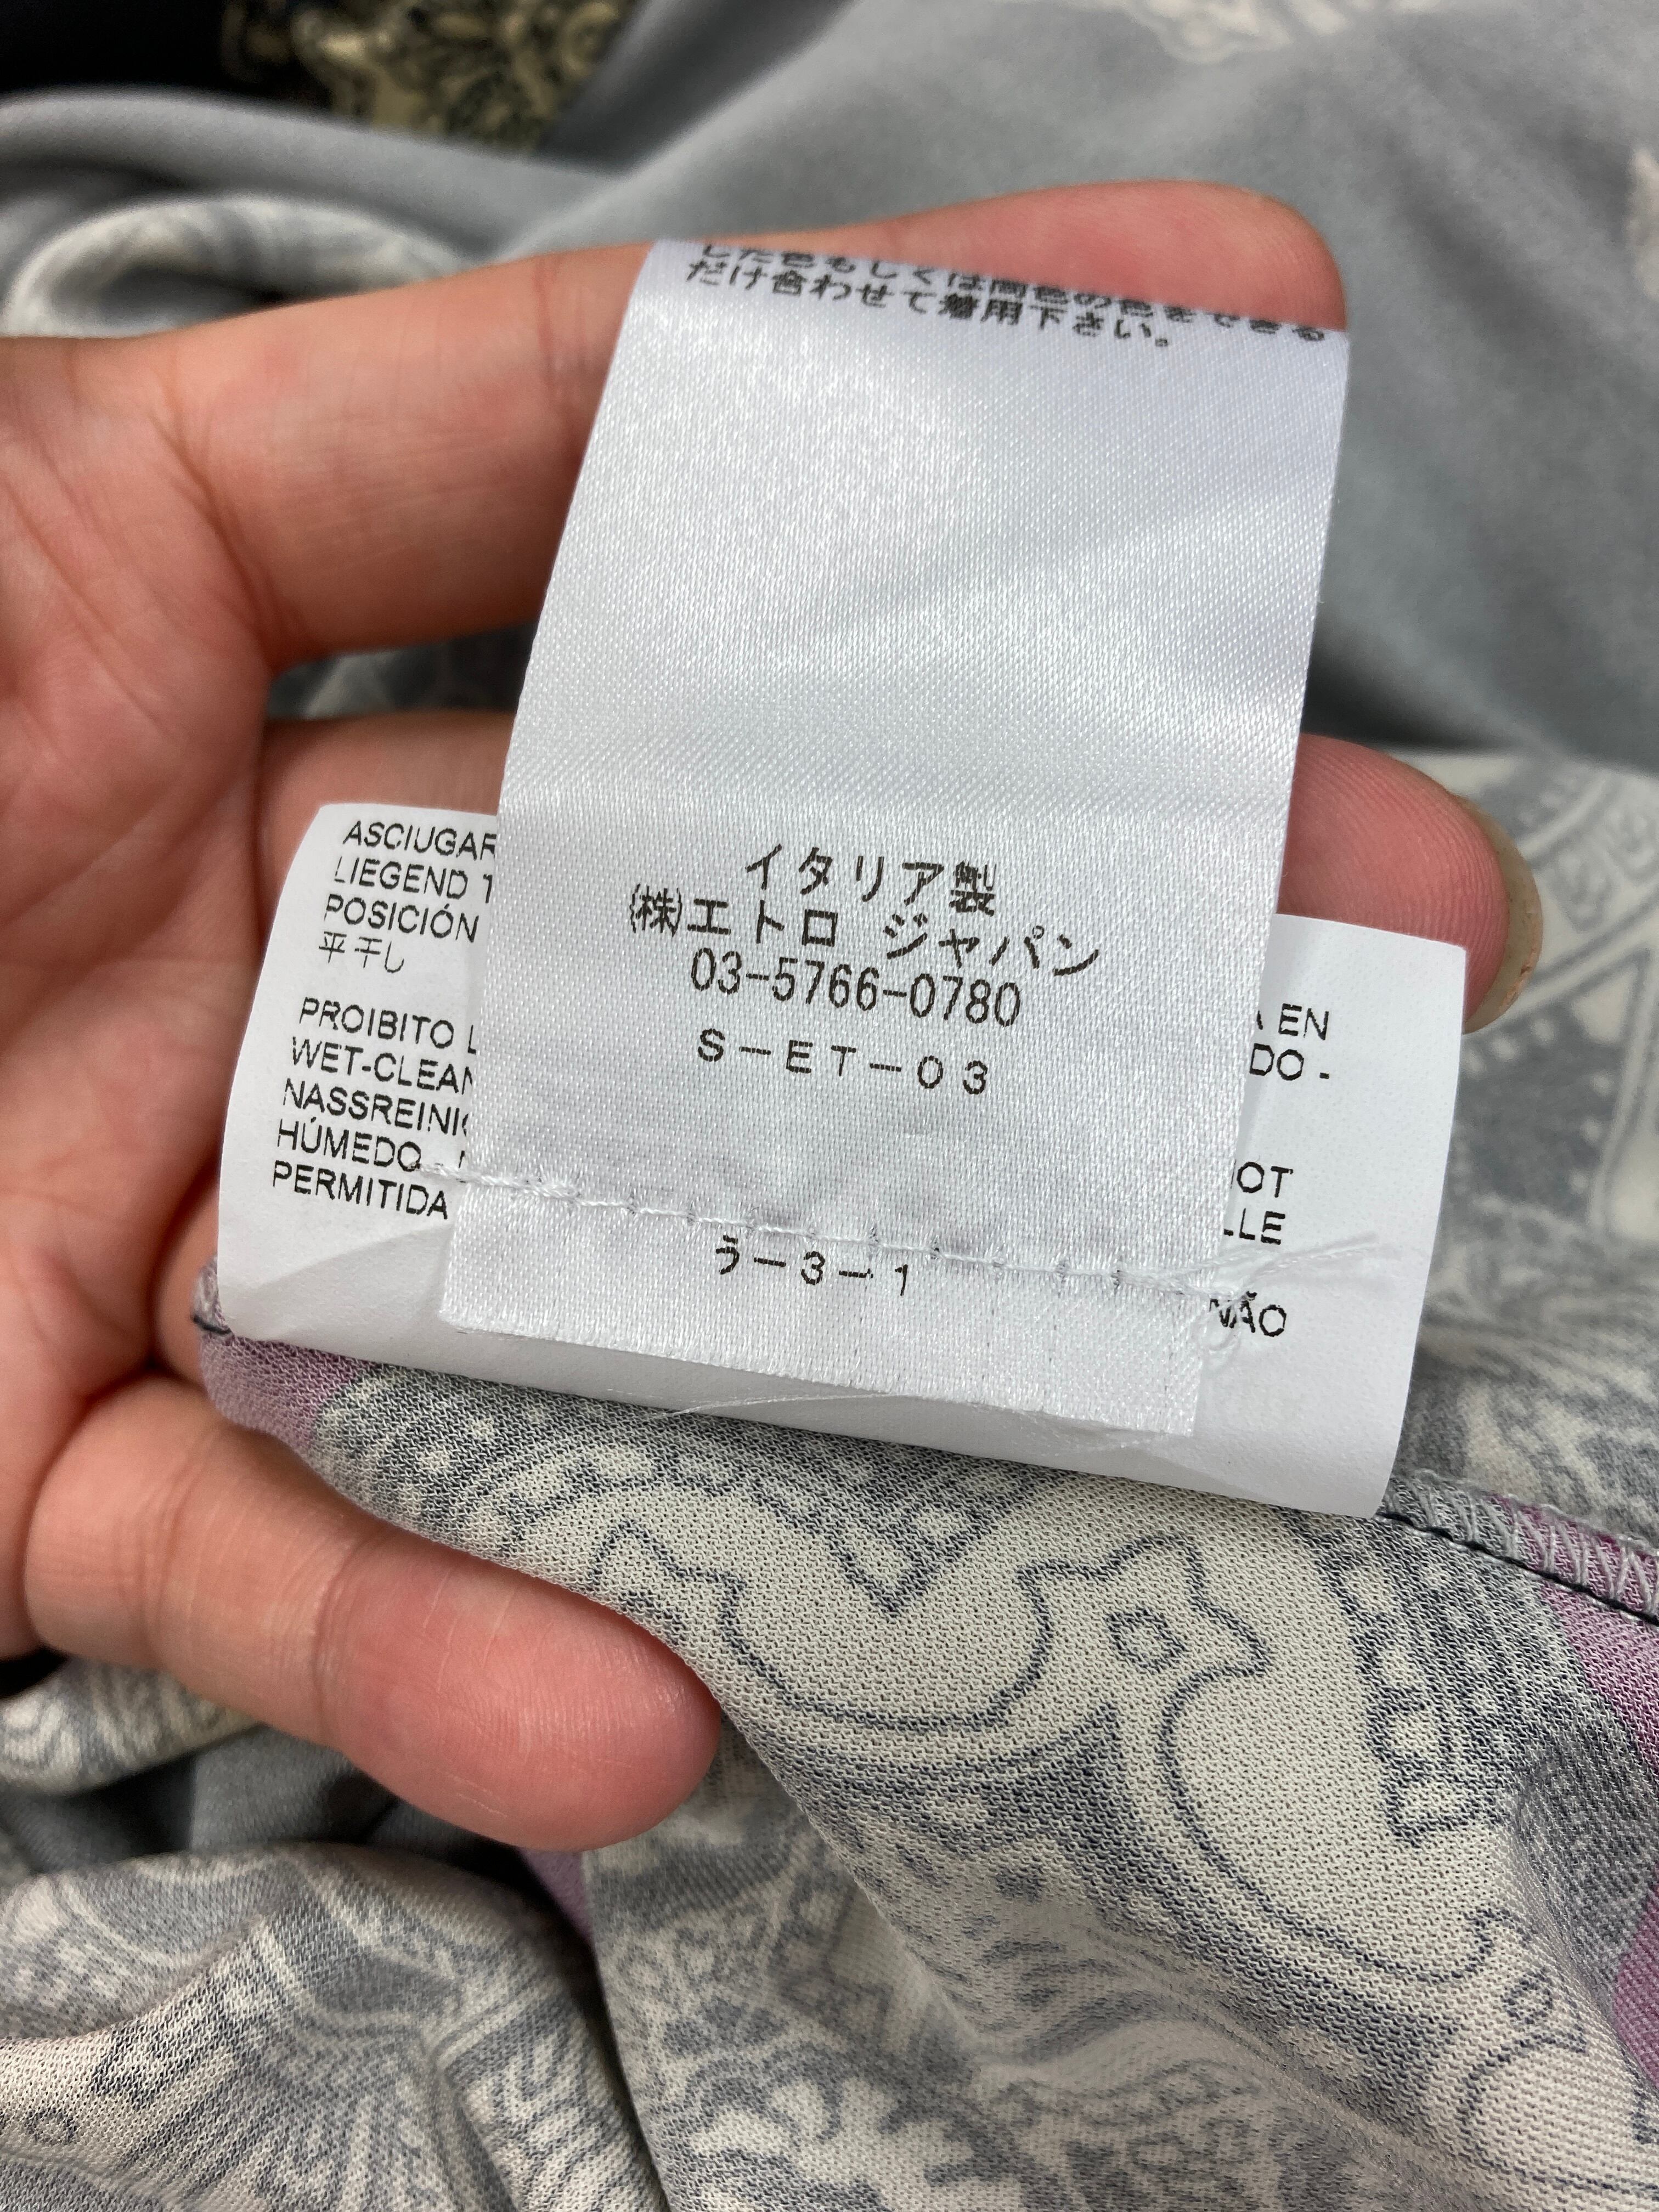 した色もしくは同色の色をできる
だけ合わせて着用下さい。
イタリア製
(株)エトロ ジャパン
03-5766-0780
S-ET-03
う-3-1
ASCIUGAR
LIEGEND T
POSICIÓN
平干し
PROIBITO L
WET-CLEAN
NASSREINIG
HÚMEDO
PERMITIDA
EN
DO -
OT
LLE
NÃO